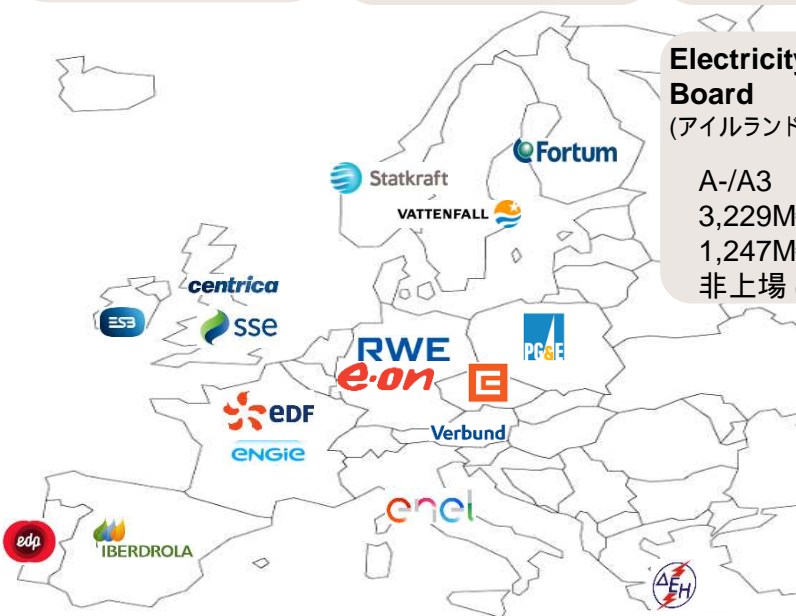 Electricity
Board
(アイルランド
A-/A3
3,229M
1,247M
非上場
Fortum
Statkraft
VATTENFALL
centrica
ESB
sse
RWE
PG&E
e·on
eDF
Verbund
ENGIE
enel
edp
IBERDROLA
ΔEH